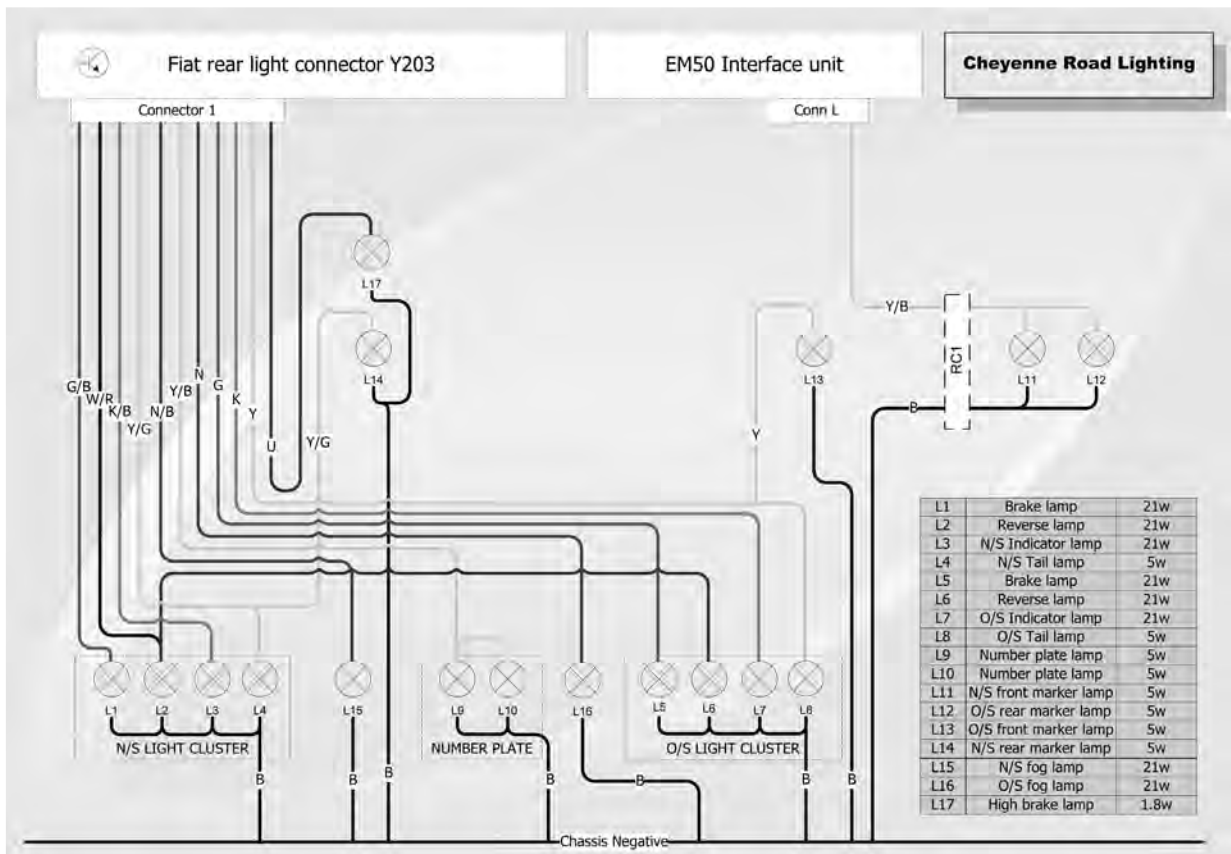 Fiat rear light connector Y203
EM50 Interface unit
Cheyenne Road Lighting
Connector 1
Conn L
L17
Y/B
RC1
L14
L13
L11
L12
G/B
W/R
K/B
Y/G
N/B
Y/B
N
G
K
Y
U
Y/G
Y
B
L1 Brake lamp 21w
L2 Reverse lamp 21w
L3 N/S Indicator lamp 21w
L4 N/S Tail lamp 5w
L5 Brake lamp 21w
L6 Reverse lamp 21w
L7 O/S Indicator lamp 21w
L8 O/S Tail lamp 5w
L9 Number plate lamp 5w
L10 Number plate lamp 5w
L11 N/S front marker lamp 5w
L12 O/S rear marker lamp 5w
L13 O/S front marker lamp 5w
L14 N/S rear marker lamp 5w
L15 N/S fog lamp 21w
L16 O/S fog lamp 21w
L17 High brake lamp 1.8w
L1 L2 L3 L4
L15
L9 L10
L16
L5 L6 L7 L8
N/S LIGHT CLUSTER
NUMBER PLATE
O/S LIGHT CLUSTER
B B B B B B B
Chassis Negative